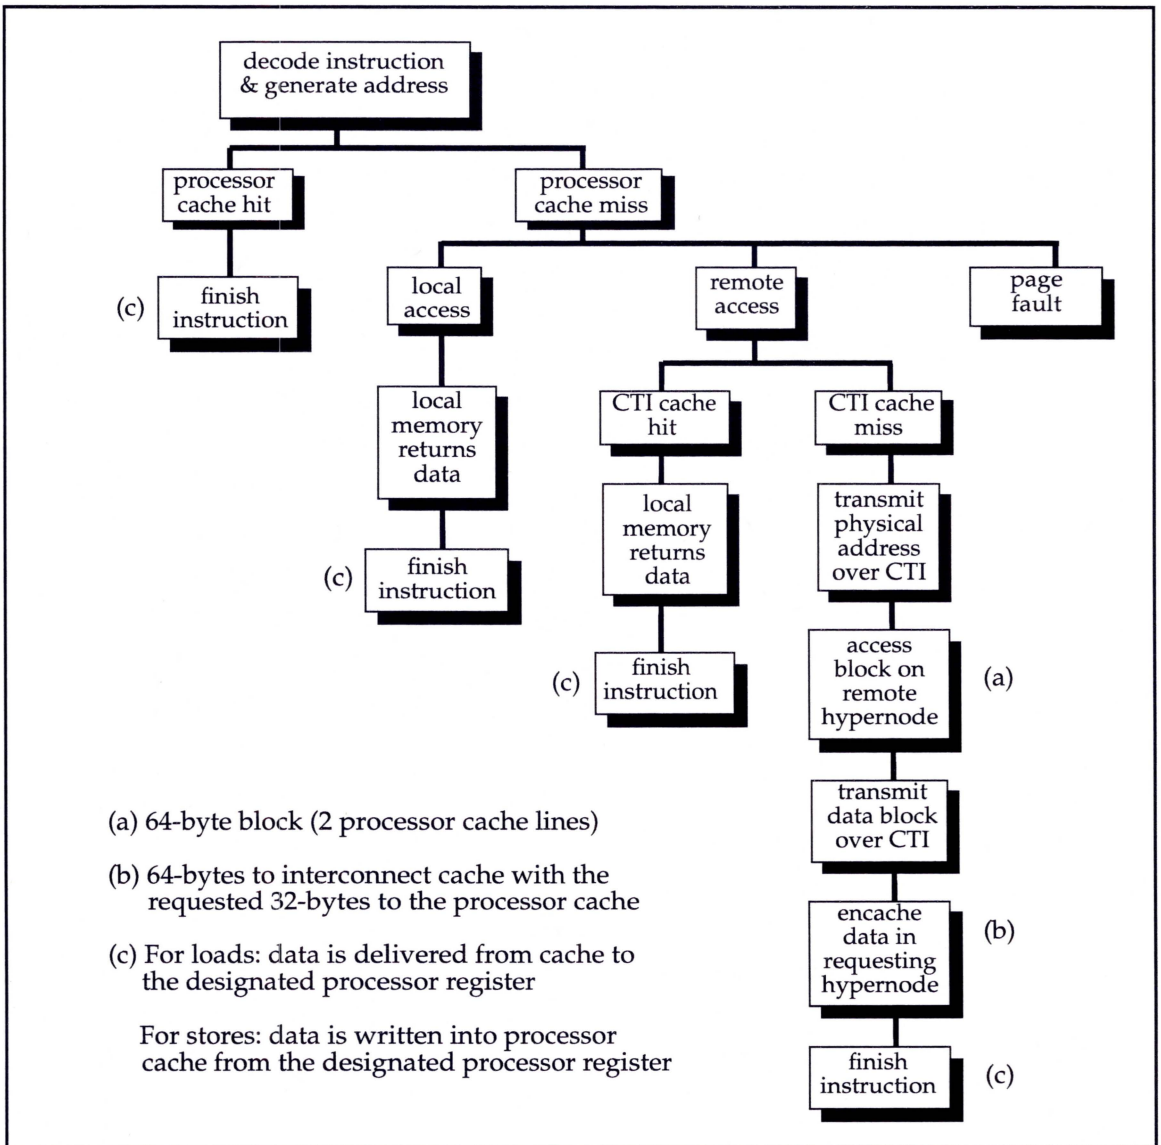 decode instruction
& generate address
processor
cache hit
processor
cache miss
(c)
finish
instruction
local
access
remote
access
page
fault
local
memory
returns
data
CTI cache
hit
CTI cache
miss
(c)
finish
instruction
local
memory
returns
data
transmit
physical
address
over CTI
(c)
finish
instruction
access
block on
remote
hypernode
(a)
transmit
data block
over CTI
encache
data in
requesting
hypernode
(b)
finish
instruction
(c)
(a) 64-byte block (2 processor cache lines)
(b) 64-bytes to interconnect cache with the
requested 32-bytes to the processor cache
(c) For loads: data is delivered from cache to
the designated processor register
For stores: data is written into processor
cache from the designated processor register